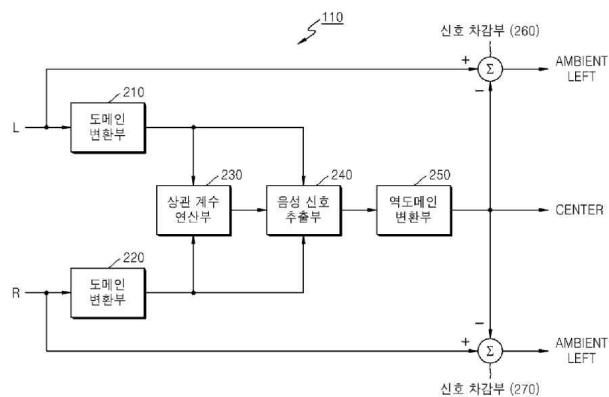 110
신호 차감부 (260)
+
Σ
AMBIENT
LEFT
−
210
L
도메인
변환부
230
240
250
상관 계수
연산부
음성 신호
추출부
역도메인
변환부
CENTER
220
R
도메인
변환부
−
+
Σ
AMBIENT
LEFT
신호 차감부 (270)